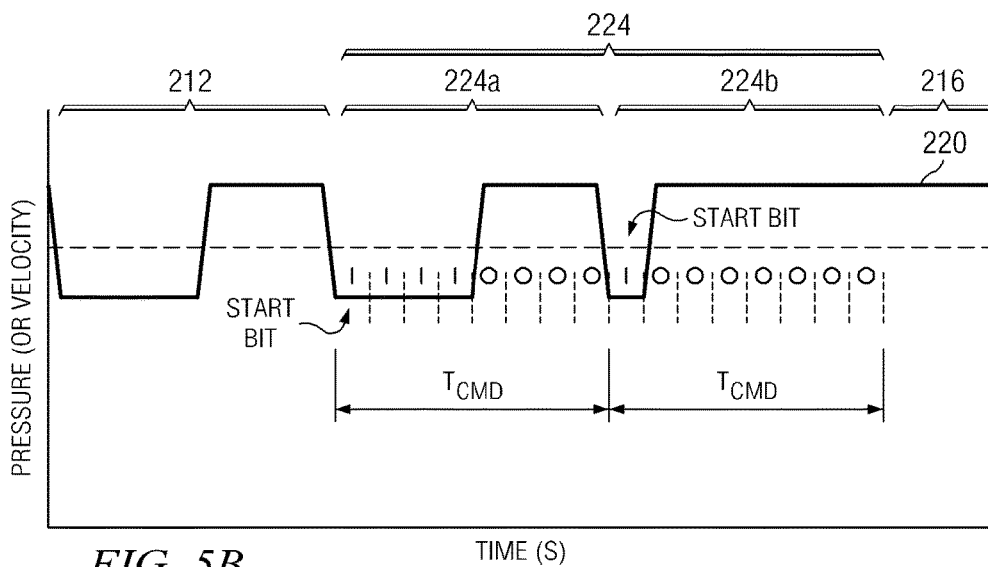 224
212 224a 224b 216
220
START BIT
I I I I O O O O I O O O O O O O
START
BIT
TCMD TCMD
PRESSURE (OR VELOCITY)
TIME (S)
FIG. 5B